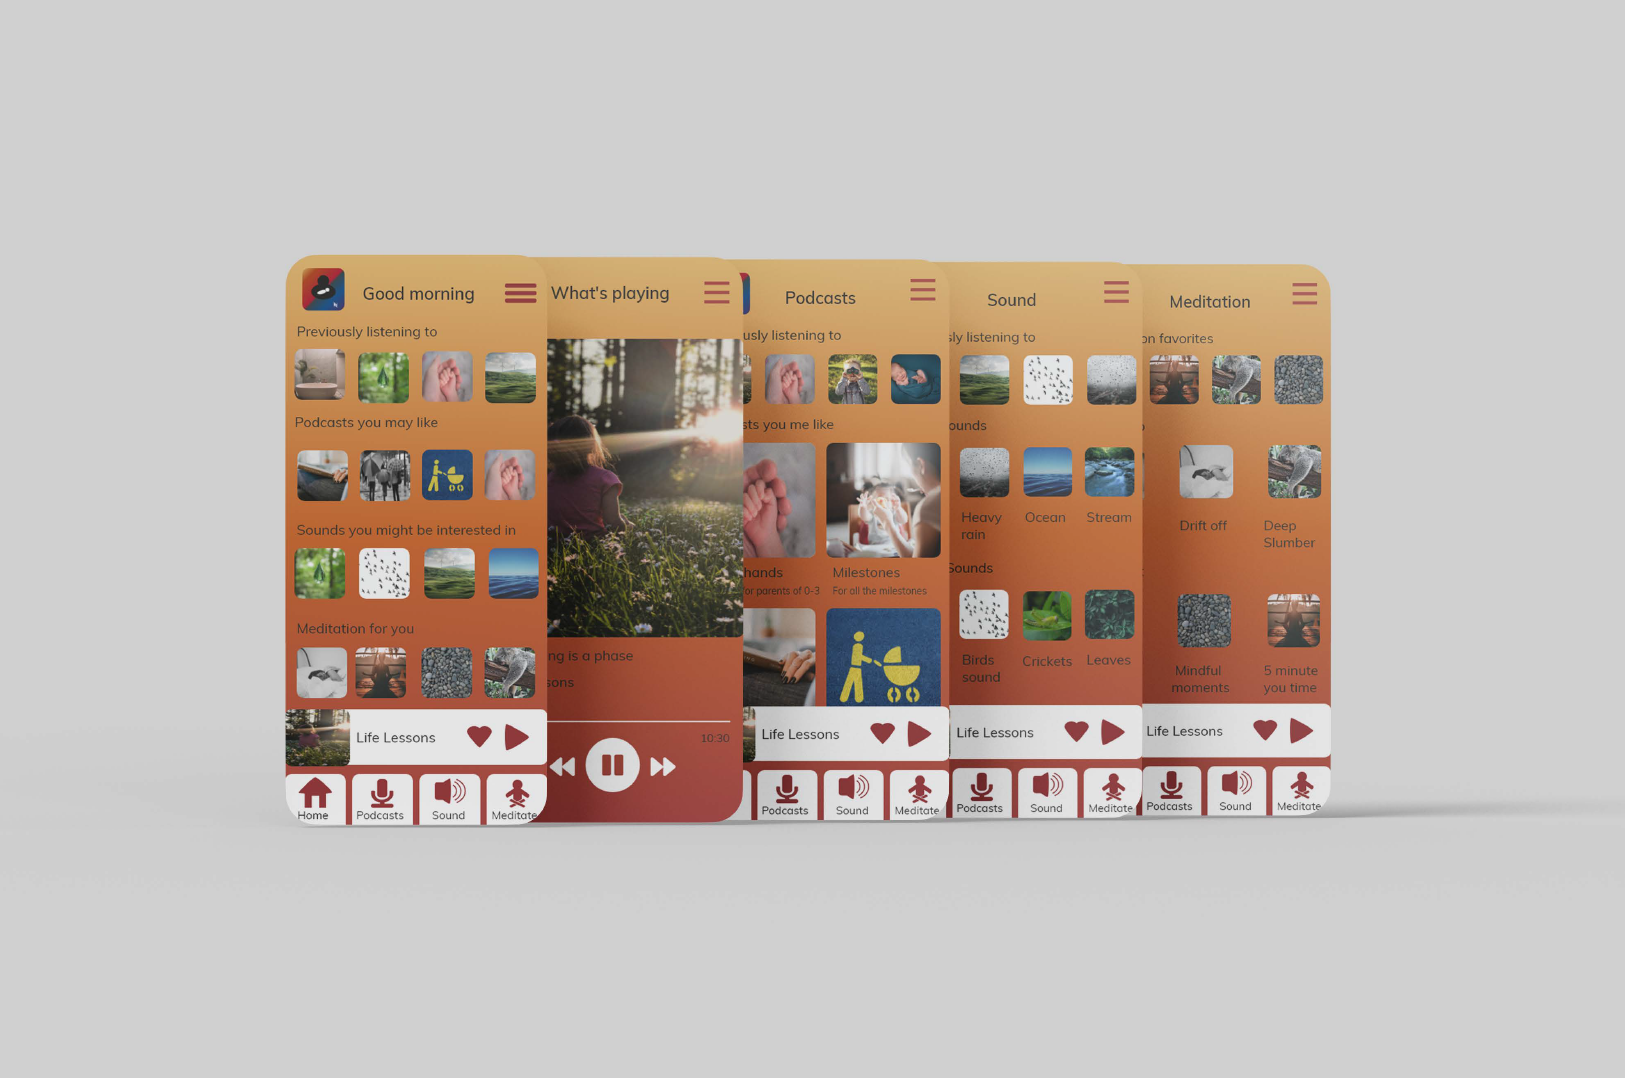 Good morning
Previously listening to
Podcasts you may like
Sounds you might be interested in
Meditation for you
Life Lessons
Home
Podcasts
Sound
Meditate
What's playing
ng is a phase
sons
10:30
Podcasts
usly listening to
sts you me like
hands
Milestones
or parents of 0-3
For all the milestones
Life Lessons
Podcasts
Sound
Meditate
Sound
sly listening to
ounds
Heavy
rain
Ocean
Stream
Sounds
Birds
sound
Crickets
Leaves
Life Lessons
Podcasts
Sound
Meditate
Meditation
on favorites
Drift off
Deep
Slumber
Mindful
moments
5 minute
you time
Life Lessons
Podcasts
Sound
Meditate